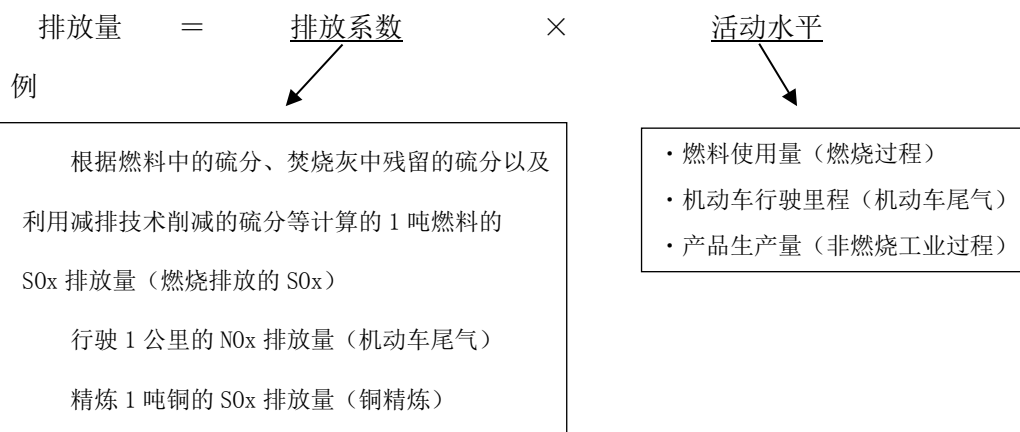 排放量 ＝ 排放系数 × 活动水平
例
根据燃料中的硫分、焚烧灰中残留的硫分以及
利用减排技术削减的硫分等计算的 1 吨燃料的
SOx 排放量（燃烧排放的 SOx）
行驶 1 公里的 NOx 排放量（机动车尾气）
精炼 1 吨铜的 SOx 排放量（铜精炼）
・燃料使用量（燃烧过程）
・机动车行驶里程（机动车尾气）
・产品生产量（非燃烧工业过程）